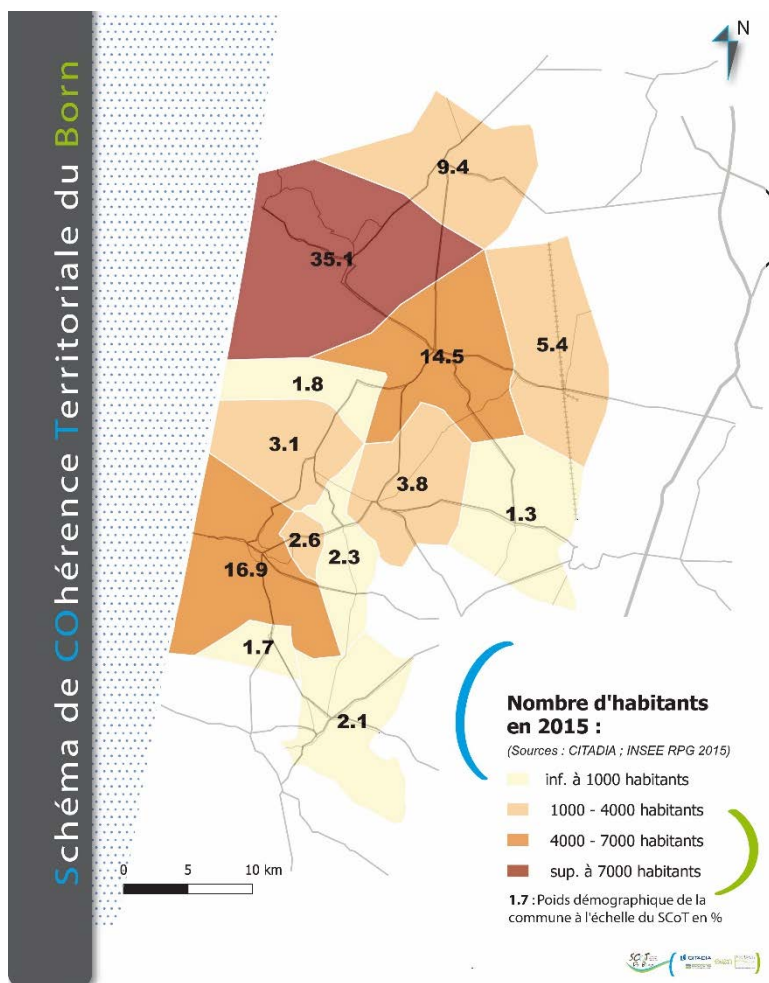 Schéma de COhérence Territoriale du Born
N
9.4
35.1
14.5
5.4
1.8
3.1
3.8
1.3
2.6
2.3
16.9
1.7
2.1
Nombre d'habitants
en 2015 :
(Sources : CITADIA ; INSEE RPG 2015)
inf. à 1000 habitants
1000 - 4000 habitants
4000 - 7000 habitants
sup. à 7000 habitants
1.7 : Poids démographique de la
commune à l'échelle du SCoT en %
0 5 10 km
CITADIA